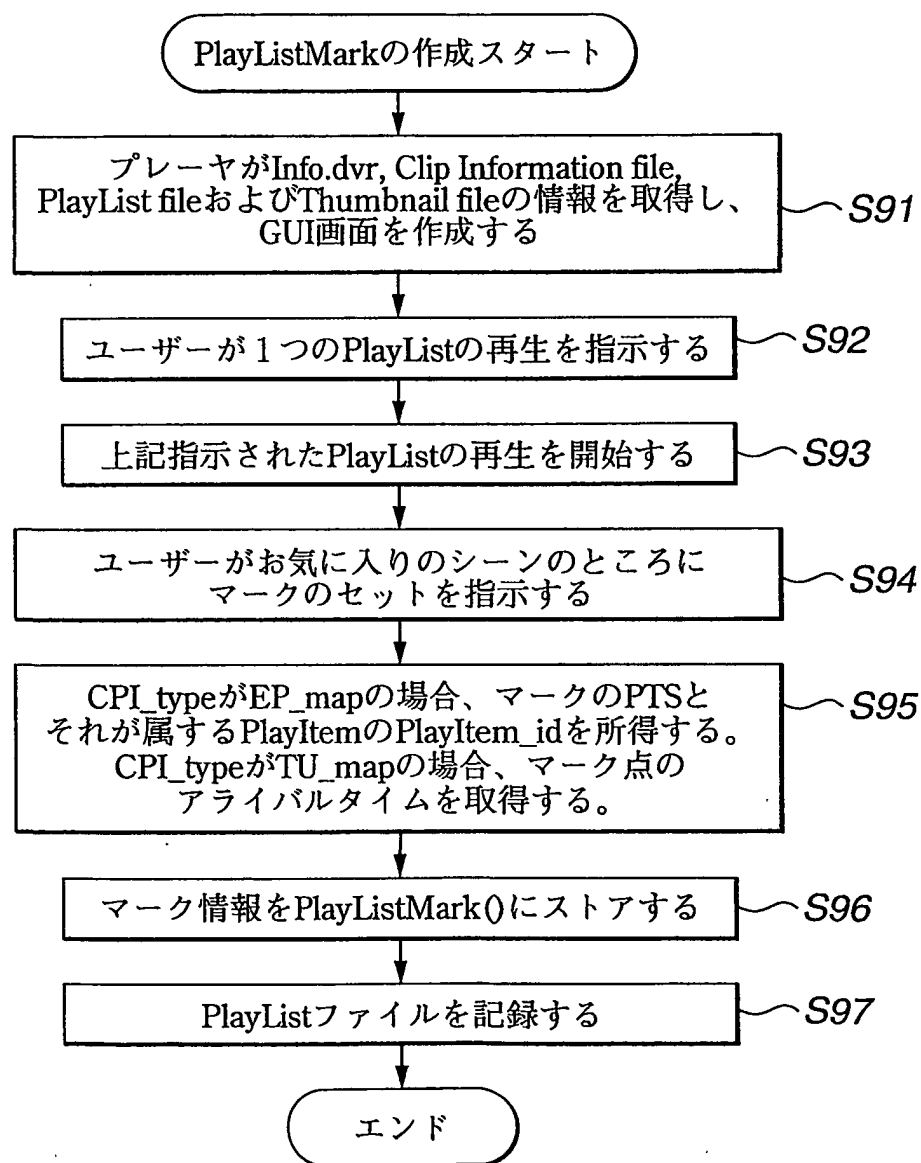 PlayListMarkの作成スタート
プレーヤがInfo.dvr, Clip Information file,
PlayList fileおよびThumbnail fileの情報を取得し、
GUI画面を作成する
S91
ユーザーが１つのPlayListの再生を指示する
S92
上記指示されたPlayListの再生を開始する
S93
ユーザーがお気に入りのシーンのところに
マークのセットを指示する
S94
CPI_typeがEP_mapの場合、マークのPTSと
それが属するPlayItemのPlayItem_idを所得する。
CPI_typeがTU_mapの場合、マーク点の
アライバルタイムを取得する。
S95
マーク情報をPlayListMark()にストアする
S96
PlayListファイルを記録する
S97
エンド